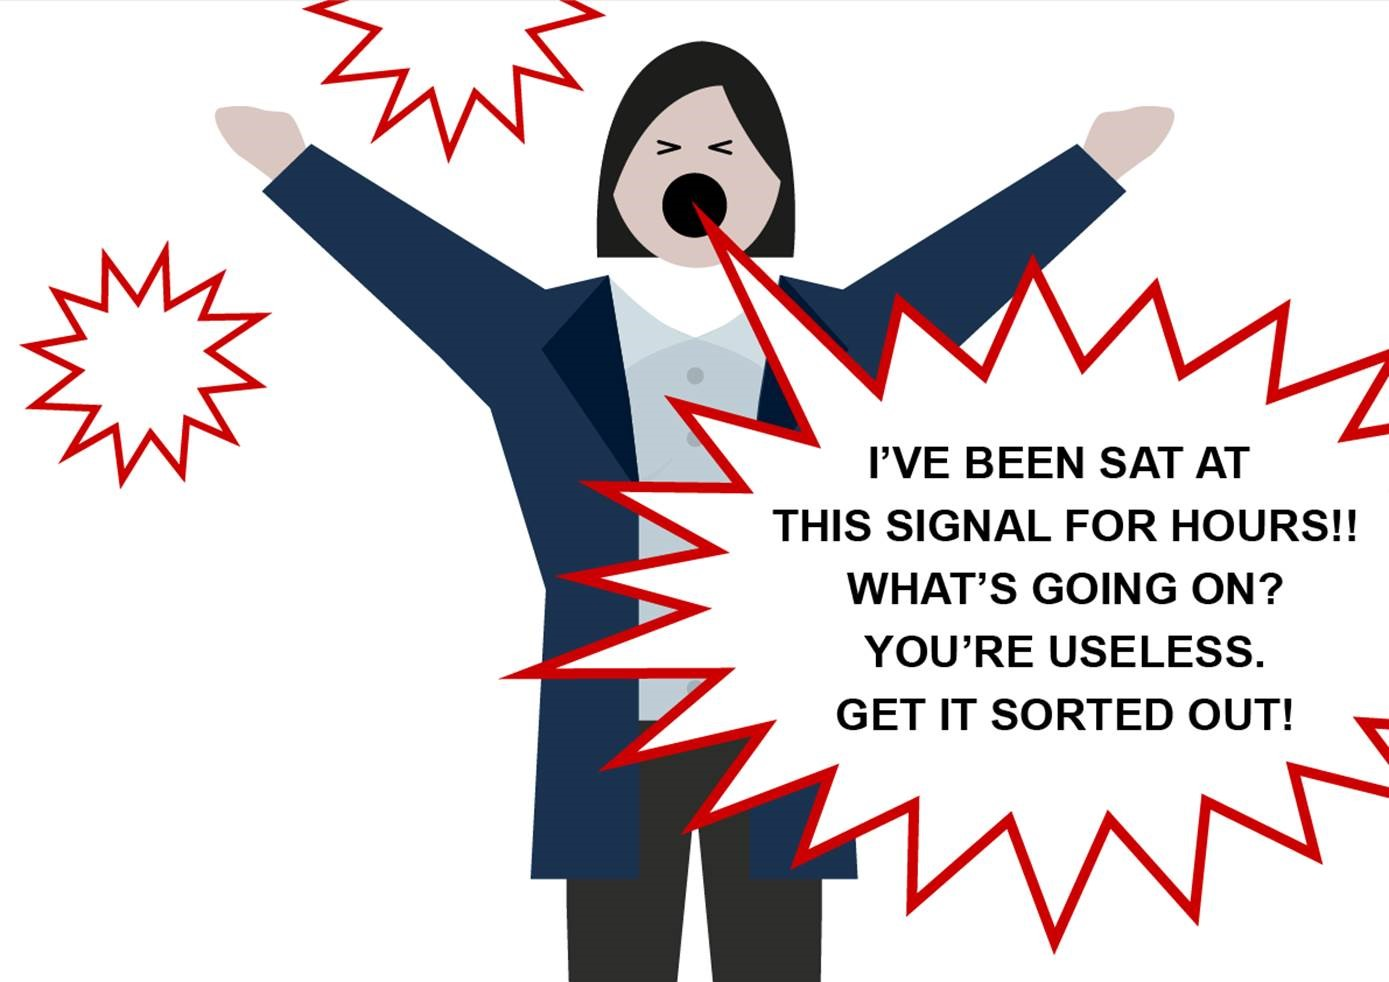 I’VE BEEN SAT AT
THIS SIGNAL FOR HOURS!!
WHAT’S GOING ON?
YOU’RE USELESS.
GET IT SORTED OUT!